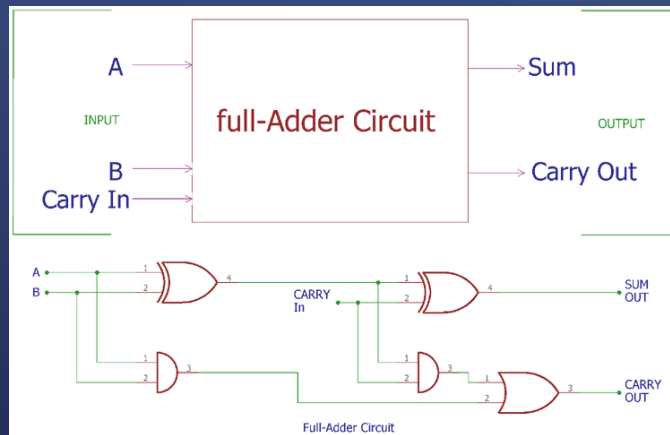 A
Sum
INPUT
full-Adder Circuit
OUTPUT
B
Carry In
Carry Out
A
1
4
1
4
SUM
OUT
B
2
CARRY
In
2
1
3
1
3
1
3
CARRY
OUT
2
2
2
Full-Adder Circuit